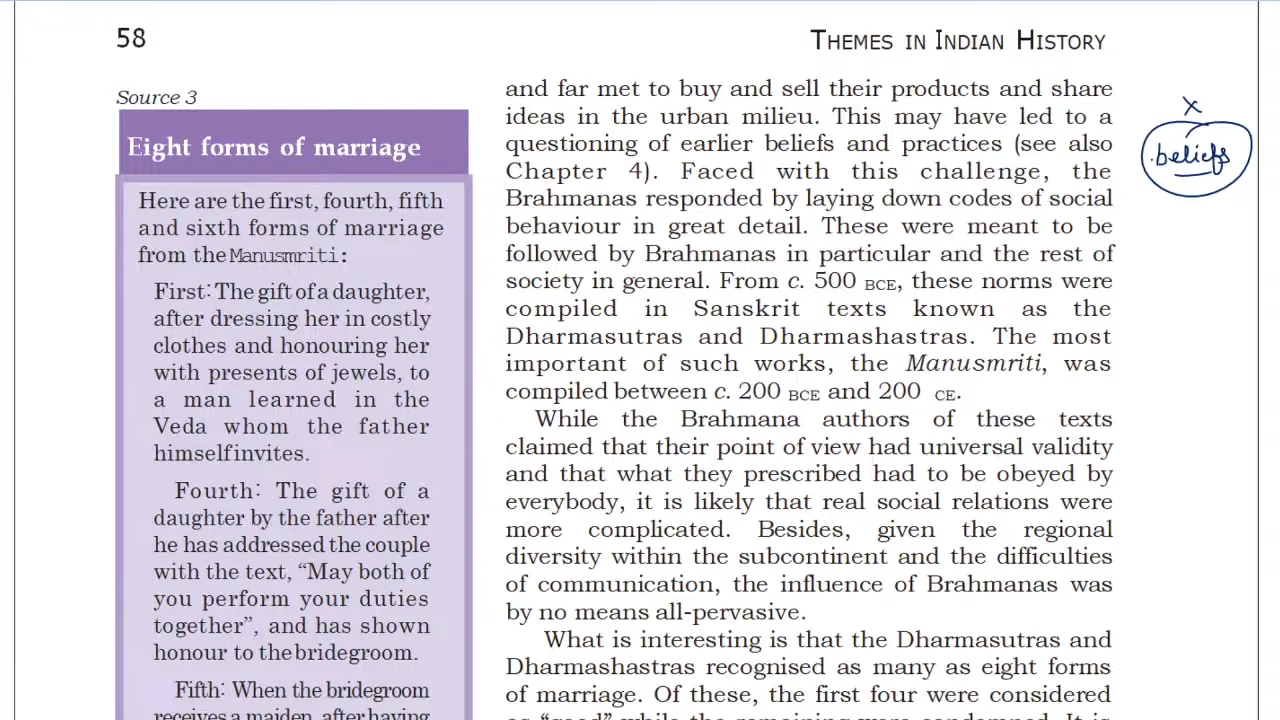 58
THEMES IN INDIAN HISTORY
Source 3
Eight forms of marriage
Here are the first, fourth, fifth
and sixth forms of marriage
from the Manusmriti:
First: The gift of a daughter,
after dressing her in costly
clothes and honouring her
with presents of jewels, to
a man learned in the
Veda whom the father
himself invites.
Fourth: The gift of a
daughter by the father after
he has addressed the couple
with the text, “May both of
you perform your duties
together”, and has shown
honour to the bridegroom.
Fifth: When the bridegroom
receives a maiden, after having
and far met to buy and sell their products and share
ideas in the urban milieu. This may have led to a
questioning of earlier beliefs and practices (see also
Chapter 4). Faced with this challenge, the
Brahmanas responded by laying down codes of social
behaviour in great detail. These were meant to be
followed by Brahmanas in particular and the rest of
society in general. From c. 500 BCE, these norms were
compiled in Sanskrit texts known as the
Dharmasutras and Dharmashastras. The most
important of such works, the Manusmriti, was
compiled between c. 200 BCE and 200 CE.
While the Brahmana authors of these texts
claimed that their point of view had universal validity
and that what they prescribed had to be obeyed by
everybody, it is likely that real social relations were
more complicated. Besides, given the regional
diversity within the subcontinent and the difficulties
of communication, the influence of Brahmanas was
by no means all-pervasive.
What is interesting is that the Dharmasutras and
Dharmashastras recognised as many as eight forms
of marriage. Of these, the first four were considered
as “good” while the remaining were condemned. It is
x
beliefs